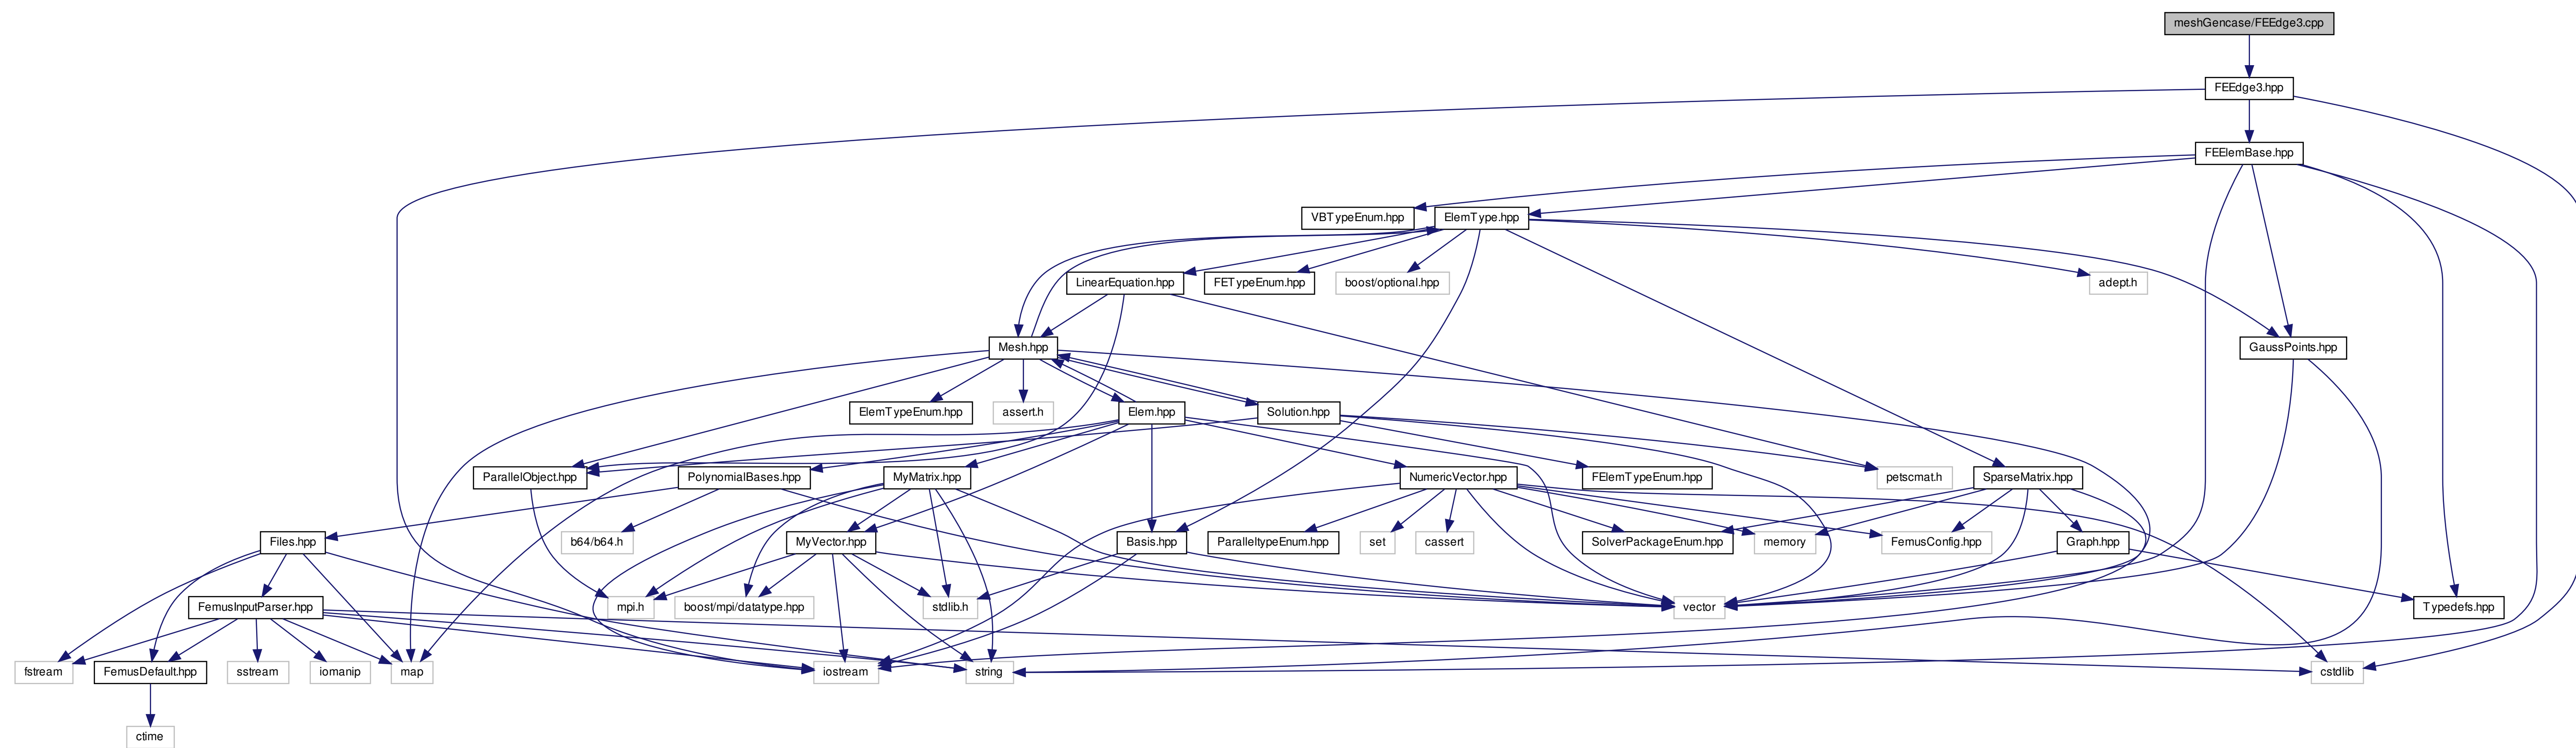 meshGencase/FEEdge3.cpp
FEEdge3.hpp
FEElemBase.hpp
VBTypeEnum.hpp
ElemType.hpp
LinearEquation.hpp
FETypeEnum.hpp
boost/optional.hpp
adept.h
Mesh.hpp
GaussPoints.hpp
ElemTypeEnum.hpp
assert.h
Elem.hpp
Solution.hpp
ParallelObject.hpp
PolynomialBases.hpp
MyMatrix.hpp
NumericVector.hpp
FElemTypeEnum.hpp
petscmat.h
SparseMatrix.hpp
Files.hpp
b64/b64.h
MyVector.hpp
Basis.hpp
ParalleltypeEnum.hpp
set
cassert
SolverPackageEnum.hpp
memory
FemusConfig.hpp
Graph.hpp
FemusInputParser.hpp
mpi.h
boost/mpi/datatype.hpp
stdlib.h
vector
Typedefs.hpp
fstream
FemusDefault.hpp
sstream
iomanip
map
iostream
string
cstdlib
ctime